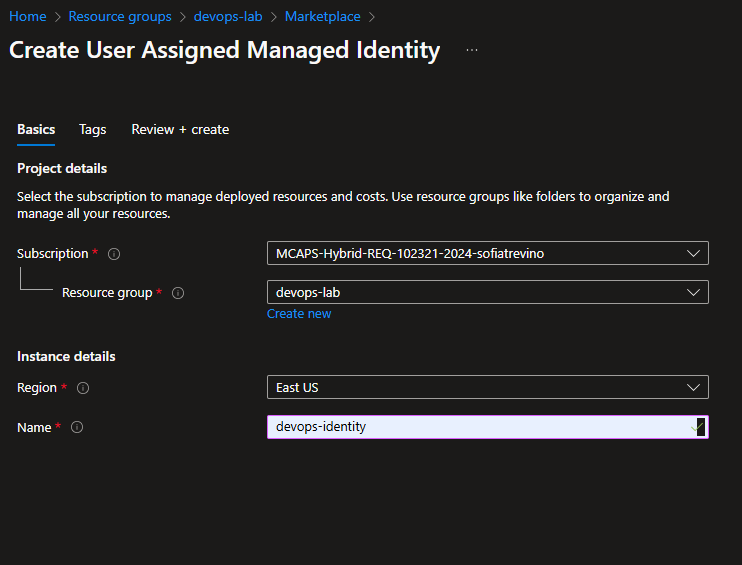 Home > Resource groups > devops-lab > Marketplace >
Create User Assigned Managed Identity ...
Basics Tags Review + create
Project details
Select the subscription to manage deployed resources and costs. Use resource groups like folders to organize and
manage all your resources.
Subscription * MCAPS-Hybrid-REQ-102321-2024-sofiatrevino
Resource group * devops-lab
Create new
Instance details
Region * East US
Name * devops-identity